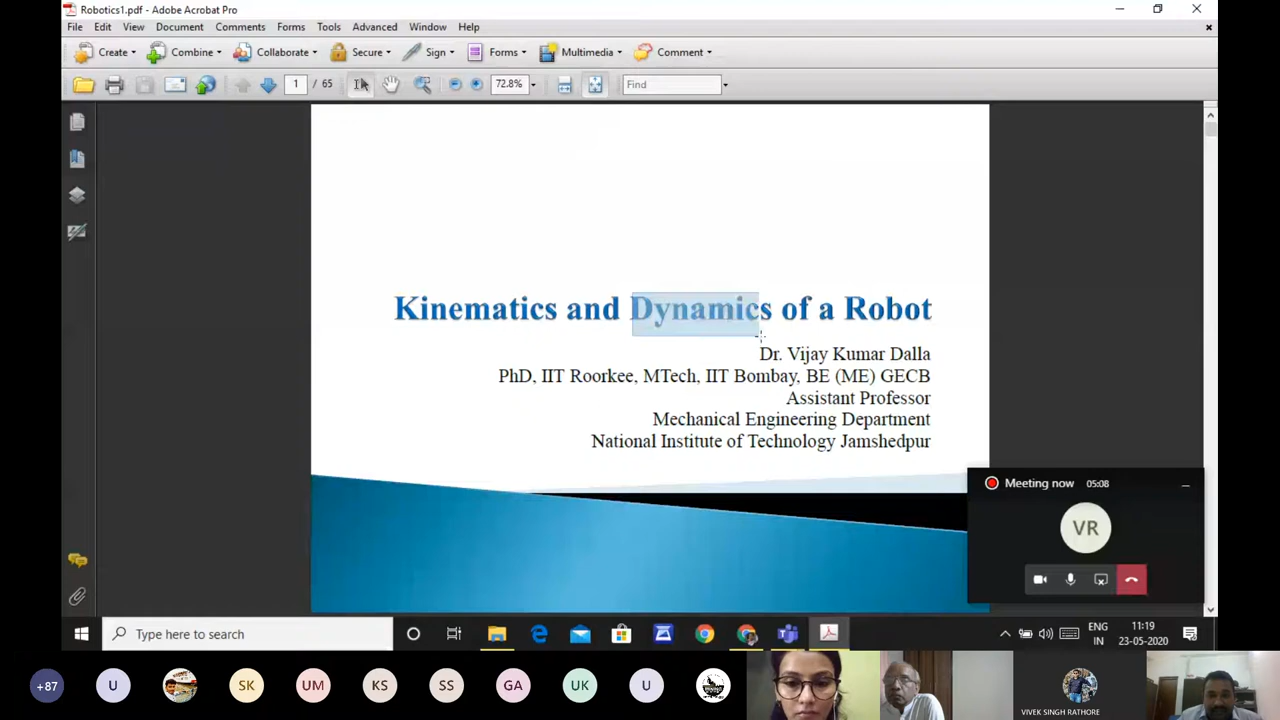 Robotics1.pdf - Adobe Acrobat Pro
File Edit View Document Comments Forms Tools Advanced Window Help
Create Combine Collaborate Secure Sign Forms Multimedia Comment
1 / 65 72.8% Find
Kinematics and Dynamics of a Robot
Dr. Vijay Kumar Dalla
PhD, IIT Roorkee, MTech, IIT Bombay, BE (ME) GECB
Assistant Professor
Mechanical Engineering Department
National Institute of Technology Jamshedpur
Meeting now 05:08
VR
Type here to search
ENG
IN
11:19
23-05-2020
+87 U SK UM KS SS GA UK U
VIVEK SINGH RATHORE